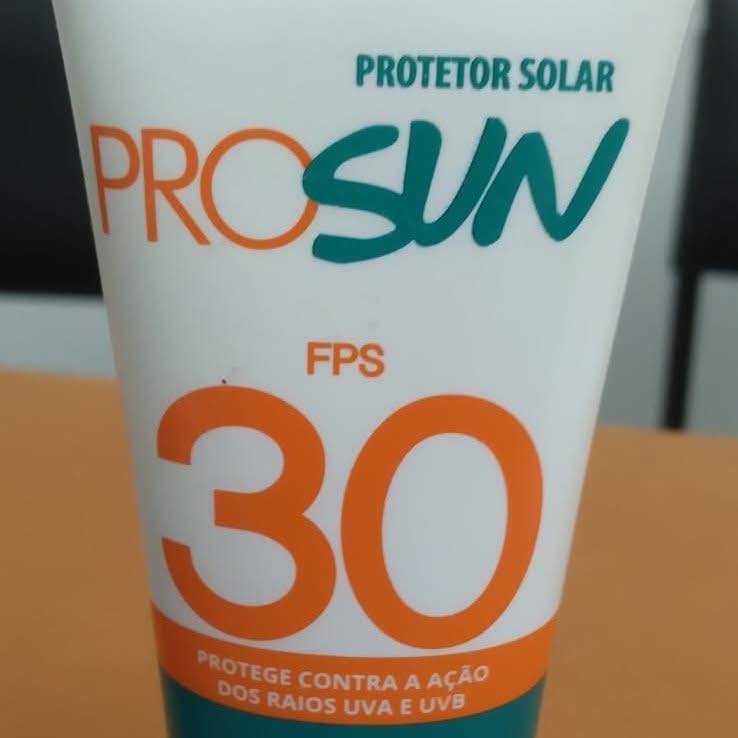 PROTETOR SOLAR
PROSUN
FPS
30
PROTEGE CONTRA A AÇÃO
DOS RAIOS UVA E UVB